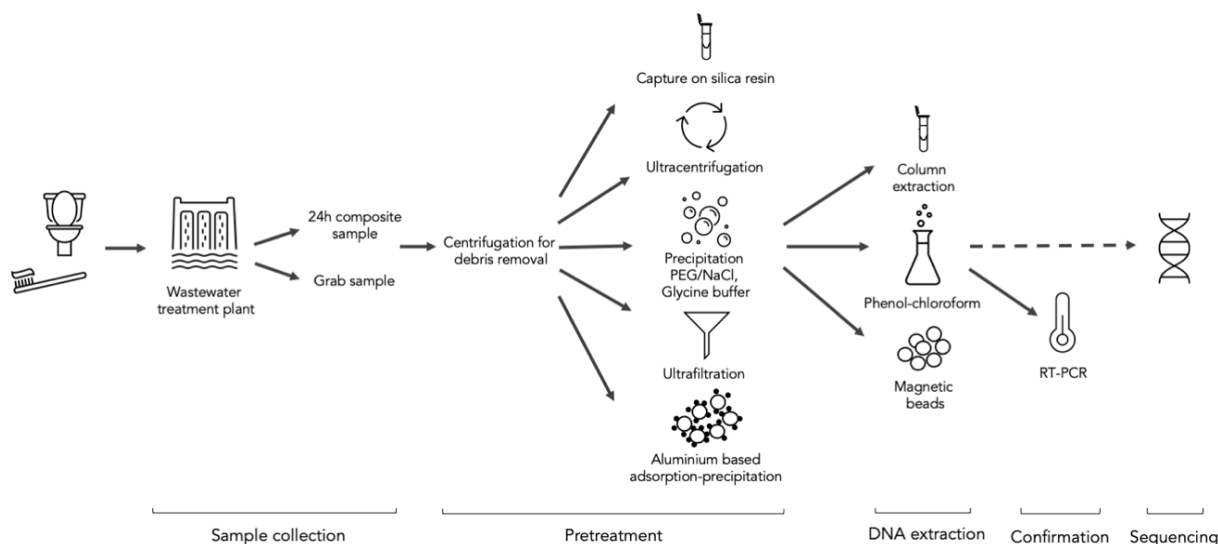 Capture on silica resin
Ultracentrifugation
Column
extraction
24h composite
sample
Centrifugation for
debris removal
Precipitation
PEG/NaCl,
Glycine buffer
Grab sample
Wastewater
treatment plant
Phenol-chloroform
Ultrafiltration
RT-PCR
Magnetic
beads
Aluminium based
adsorption-precipitation
Sample collection
Pretreatment
DNA extraction
Confirmation
Sequencing